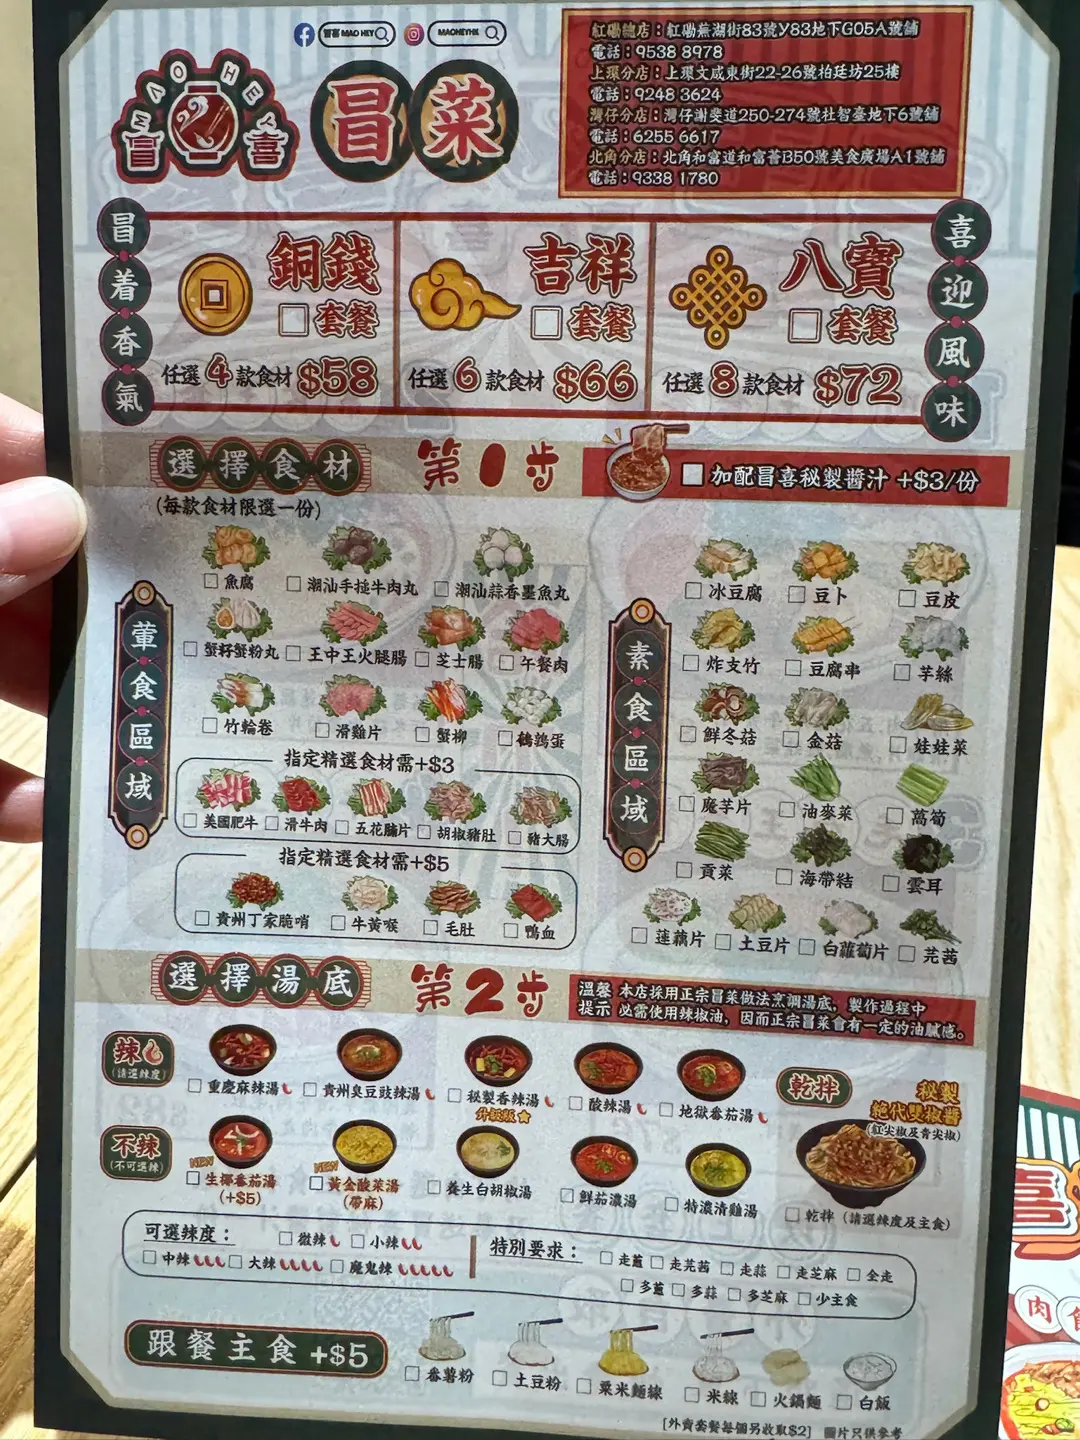 冒喜 MAO HEY
MAOHEYHK
MAO HEY
冒喜
冒菜
紅磡總店：紅磡蕪湖街83號Y83地下G05A號舖
電話：9538 8978
上環分店：上環文咸東街22-26號柏廷坊25樓
電話：9248 3624
灣仔分店：灣仔謝斐道250-274號杜智臺地下6號舖
電話：6255 6617
北角分店：北角和富道和富薈B50號美食廣場A1號舖
電話：9338 1780
冒着香氣
喜迎風味
銅錢
套餐
任選4款食材 $58
吉祥
套餐
任選6款食材 $66
八寶
套餐
任選8款食材 $72
選擇食材
第1步
加配冒喜秘製醬汁 +$3/份
(每款食材限選一份)
葷食區域
魚腐 潮汕手搥牛肉丸 潮汕蒜香墨魚丸
蟹籽蟹粉丸 王中王火腿腸 芝士腸 午餐肉
竹輪卷 滑雞片 蟹柳 鵪鶉蛋
指定精選食材需+$3
美國肥牛 滑牛肉 五花腩片 胡椒豬肚 豬大腸
指定精選食材需+$5
貴州丁家脆哨 牛黃喉 毛肚 鴨血
素食區域
冰豆腐 豆卜 豆皮
炸支竹 豆腐串 芋絲
鮮冬菇 金菇 娃娃菜
魔芋片 油麥菜 萵筍
貢菜 海帶結 雲耳
蓮藕片 土豆片 白蘿蔔片 芫茜
選擇湯底
第2步
溫馨提示
本店採用正宗冒菜做法烹調湯底，製作過程中
必需使用辣椒油，因而正宗冒菜會有一定的油膩感。
辣
(請選辣度)
重慶麻辣湯 貴州臭豆豉辣湯 秘製香辣湯 酸辣湯 地獄番茄湯
升級版
不辣
(不可選辣)
NEW 生椰番茄湯 NEW 黃金酸菜湯 養生白胡椒湯 鮮茄濃湯 特濃清雞湯
(+$5) (帶麻)
乾拌
秘製
絕代雙椒醬
(紅尖椒及青尖椒)
乾拌（請選辣度及主食）
可選辣度： 微辣 小辣
中辣 大辣 魔鬼辣
特別要求： 走蔥 走芫茜 走蒜 走芝麻 全走
多蔥 多蒜 多芝麻 少主食
跟餐主食 +$5
番薯粉 土豆粉 粟米麵線 米線 火鍋麵 白飯
[外賣套餐每個另收取$2] 圖片只供參考
喜
肉